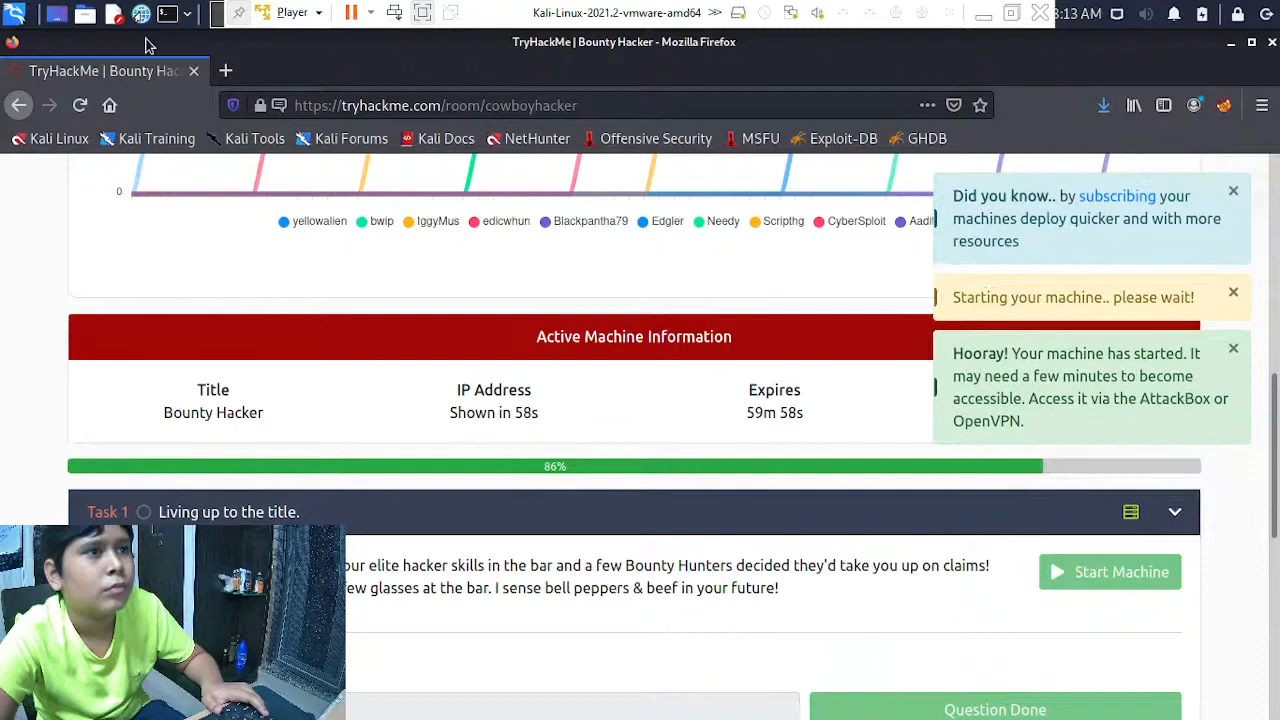 Player
Kali-Linux-2021.2-vmware-amd64
3:13 AM
TryHackMe | Bounty Hacker - Mozilla Firefox
TryHackMe | Bounty Hac
https://tryhackme.com/room/cowboyhacker
Kali Linux
Kali Training
Kali Tools
Kali Forums
Kali Docs
NetHunter
Offensive Security
MSFU
Exploit-DB
GHDB
0
yellowalien
bwip
IggyMus
edicwhun
Blackpantha79
Edgler
Needy
Scripthg
CyberSploit
Aadit
Did you know.. by subscribing your
machines deploy quicker and with more
resources
Starting your machine.. please wait!
Hooray! Your machine has started. It
may need a few minutes to become
accessible. Access it via the AttackBox or
OpenVPN.
Active Machine Information
Title
IP Address
Expires
Bounty Hacker
Shown in 58s
59m 58s
86%
Task 1
Living up to the title.
our elite hacker skills in the bar and a few Bounty Hunters decided they'd take you up on claims!
ew glasses at the bar. I sense bell peppers & beef in your future!
Start Machine
Question Done